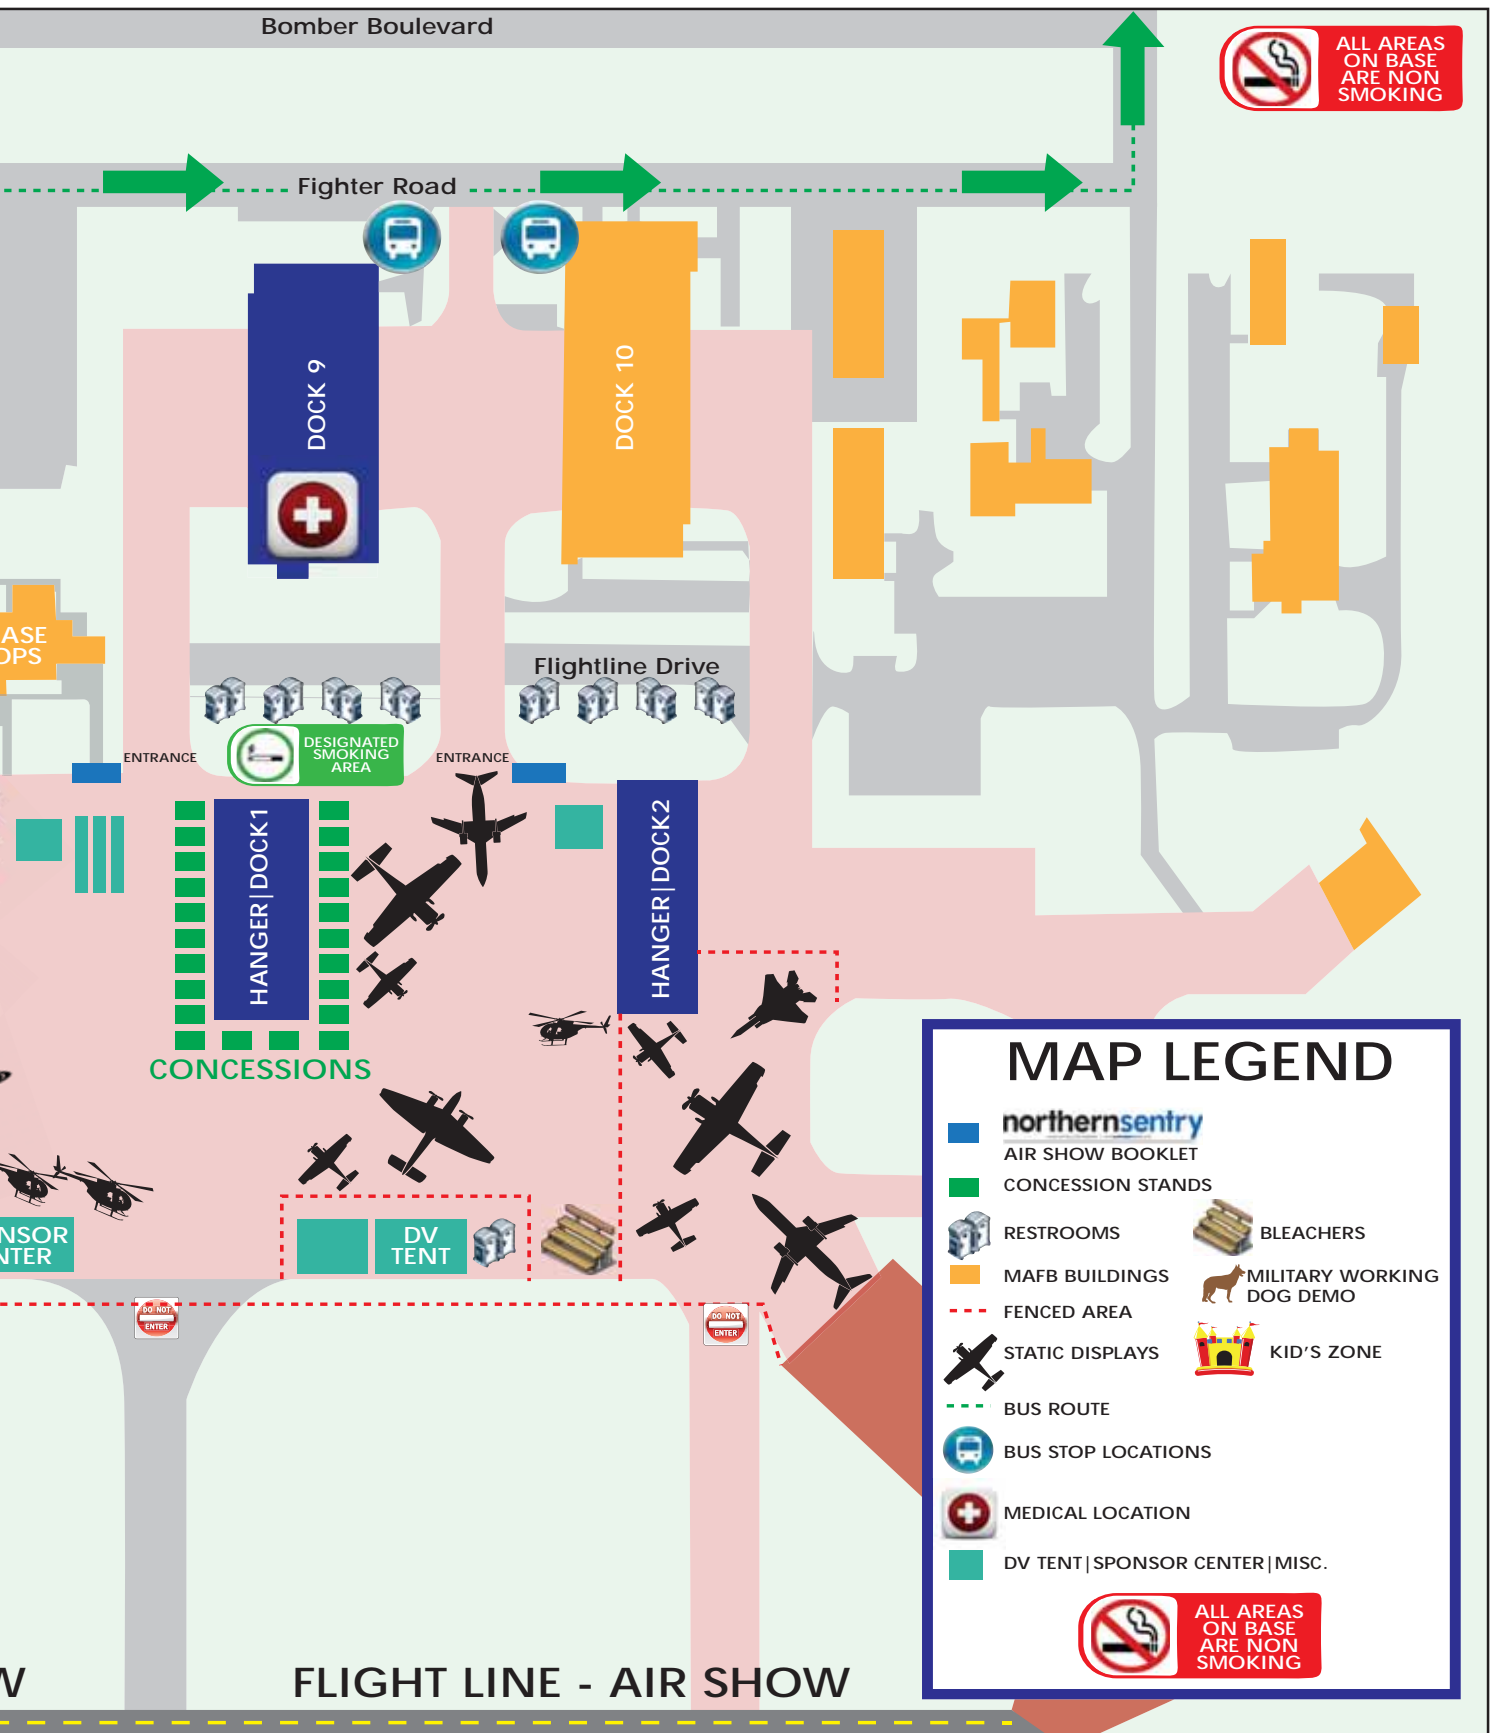 Bomber Boulevard
ALL AREAS
ON BASE
ARE NON
SMOKING
Fighter Road
DOCK 9
DOCK 10
ASE
OPS
Flightline Drive
ENTRANCE
DESIGNATED
SMOKING
AREA
ENTRANCE
HANGER|DOCK1
HANGER|DOCK2
CONCESSIONS
NSOR
NTER
DV
TENT
DO NOT
ENTER
DO NOT
ENTER
MAP LEGEND
northernsentry
AIR SHOW BOOKLET
CONCESSION STANDS
RESTROOMS
BLEACHERS
MAFB BUILDINGS
MILITARY WORKING
DOG DEMO
FENCED AREA
STATIC DISPLAYS
KID'S ZONE
BUS ROUTE
BUS STOP LOCATIONS
MEDICAL LOCATION
DV TENT|SPONSOR CENTER|MISC.
ALL AREAS
ON BASE
ARE NON
SMOKING
W
FLIGHT LINE - AIR SHOW